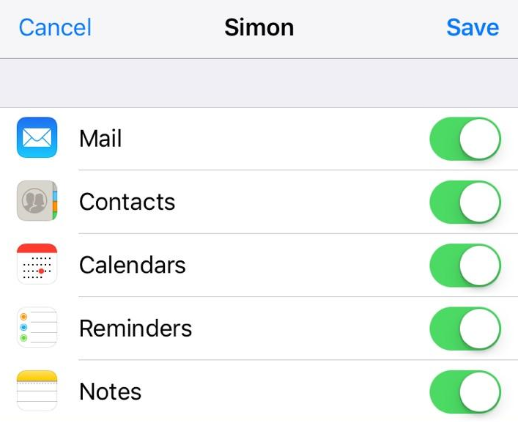 Cancel Simon Save
Mail
Contacts
Calendars
Reminders
Notes